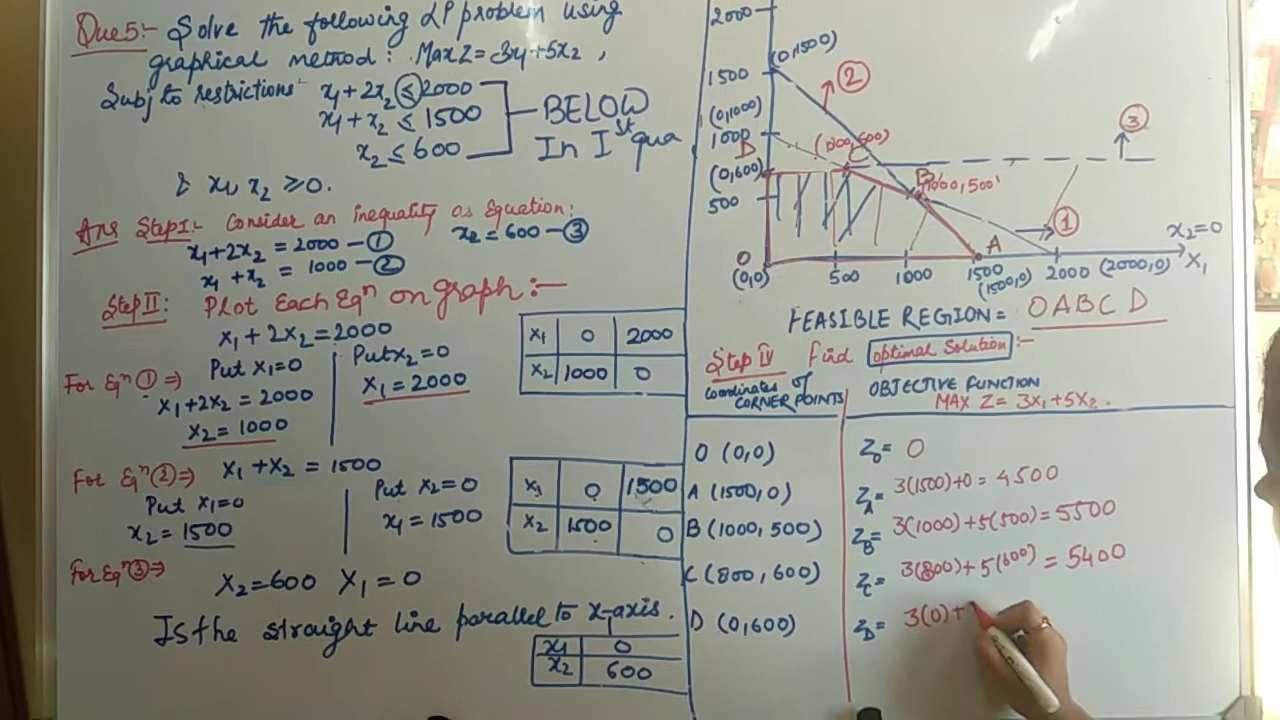 Que5:- Solve the following LP problem using
graphical method: Max Z = 3x1 + 5x2 ,
Subj to restrictions x1 + 2x2 ≤ 2000
x1 + x2 ≤ 1500
x2 ≤ 600
BELOW
In Ist qua
& x1, x2 ≥ 0.
Ans Step I:- Consider an inequality as Equation:
x1 + 2x2 = 2000 - ①
x2 = 600 - ③
x1 + x2 = 1000 - ②
Step II: Plot Each Eqn on graph:-
x1 + 2x2 = 2000
For Eqn ① ⇒ Put x1 = 0
x1 + 2x2 = 2000
x2 = 1000
Put x2 = 0
x1 = 2000
x1 0 2000
x2 1000 0
For Eqn ② ⇒ x1 + x2 = 1500
Put x1 = 0
x2 = 1500
Put x2 = 0
x1 = 1500
x1 0 1500
x2 1500 0
For Eqn ③ ⇒ x2 = 600 x1 = 0
Is the straight line parallel to x1-axis.
x1 0
x2 600
2000
(0,1500)
1500
②
(0,1000)
1000
③
D
C
(0,600)
B
(1000,500)
500
①
x2 = 0
0
A
(0,0)
500
1000
1500
(1500,0)
2000
(2000,0)
X1
FEASIBLE REGION = OABCD
Step IV find optimal Solution:-
Coordinates of
CORNER POINTS
OBJECTIVE FUNCTION
MAX Z = 3x1 + 5x2.
O (0,0) ZO = 0
A (1500,0) ZA = 3(1500)+0 = 4500
B (1000,500) ZB = 3(1000)+5(500) = 5500
C (800,600) ZC = 3(800)+5(600) = 5400
D (0,600) ZD = 3(0)+